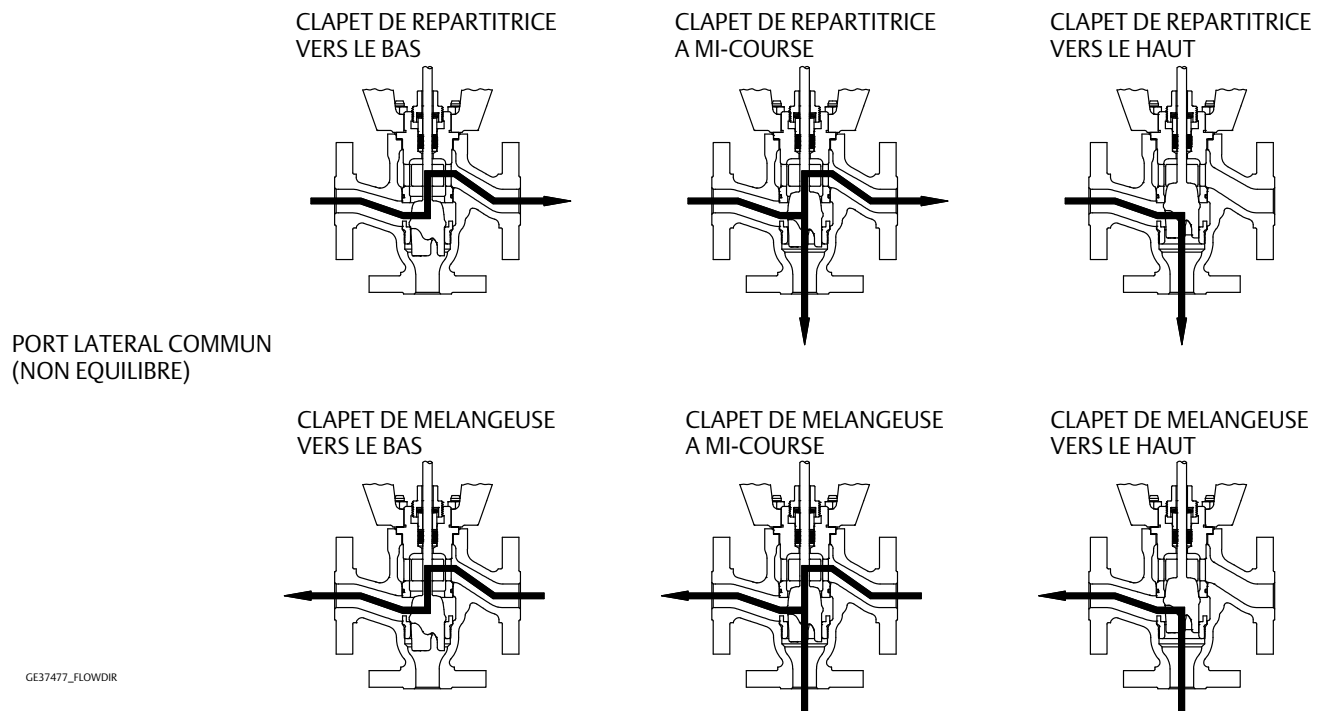 CLAPET DE REPARTITRICE
VERS LE BAS
CLAPET DE REPARTITRICE
A MI-COURSE
CLAPET DE REPARTITRICE
VERS LE HAUT
PORT LATERAL COMMUN
(NON EQUILIBRE)
CLAPET DE MELANGEUSE
VERS LE BAS
CLAPET DE MELANGEUSE
A MI-COURSE
CLAPET DE MELANGEUSE
VERS LE HAUT
GE37477_FLOWDIR